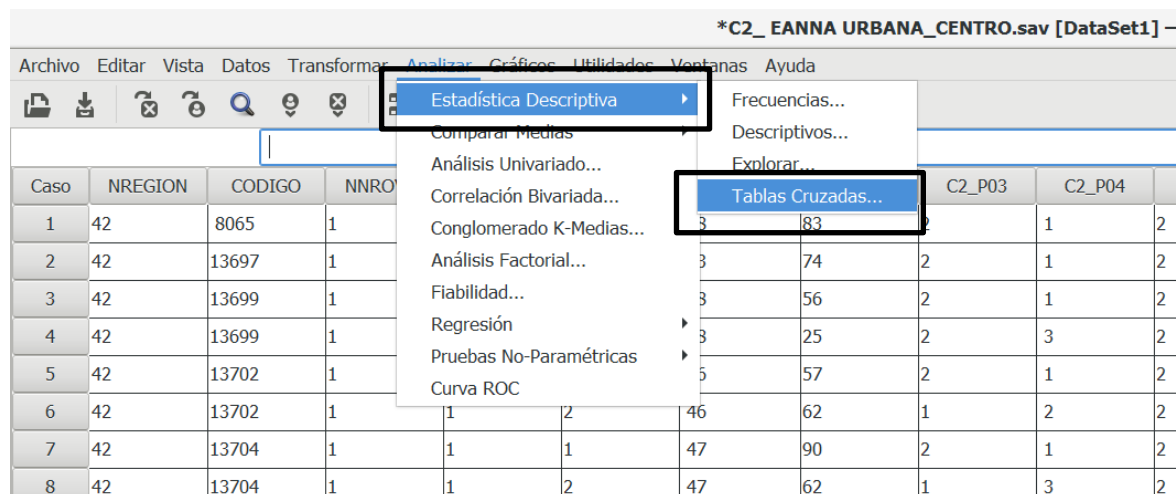 *C2_ EANNA URBANA_CENTRO.sav [DataSet1] —
Archivo Editar Vista Datos Transformar Analizar Gráficos Utilidades Ventanas Ayuda
Estadística Descriptiva
Comparar Medias
Análisis Univariado...
Correlación Bivariada...
Conglomerado K-Medias...
Análisis Factorial...
Fiabilidad...
Regresión
Pruebas No-Paramétricas
Curva ROC
Frecuencias...
Descriptivos...
Explorar...
Tablas Cruzadas...
Caso NREGION CODIGO C2_P03 C2_P04
1 42 8065 1 83 2 1 2
2 42 13697 1 74 2 1 2
3 42 13699 1 56 2 1 2
4 42 13699 1 25 2 3 2
5 42 13702 1 57 2 1 2
6 42 13702 1 1 2 46 62 1 2 2
7 42 13704 1 1 1 47 90 2 1 2
8 42 13704 1 1 2 47 62 1 3 2